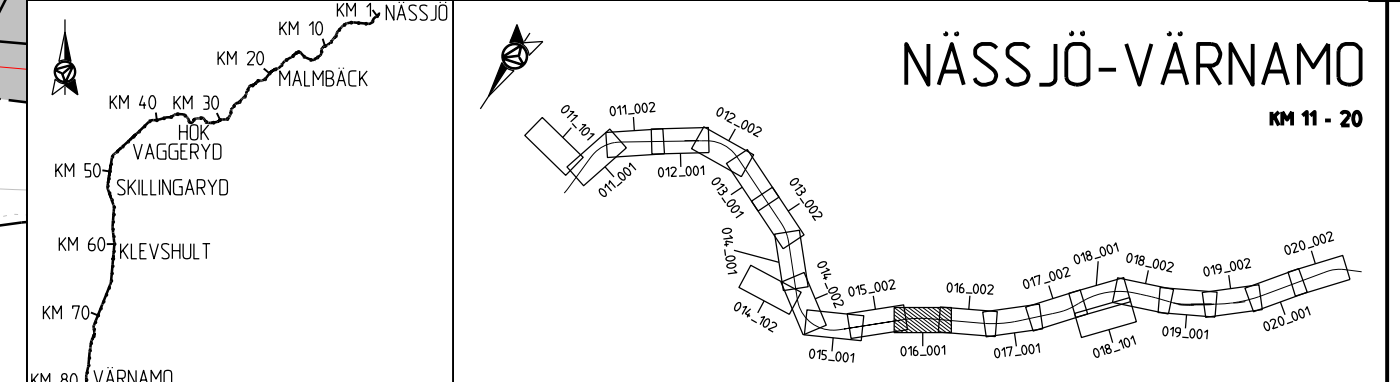 KM 1
NÄSSJÖ
KM 10
KM 20
MALMBÄCK
KM 40
KM 30
HOK
VAGGERYD
KM 50
SKILLINGARYD
KM 60
KLEVSHULT
KM 70
KM 80
VÄRNAMO
NÄSSJÖ-VÄRNAMO
KM 11 - 20
011_101
011_002
011_001
012_001
012_002
013_001
013_002
014_001
014_002
014_102
015_001
015_002
016_001
016_002
017_001
017_002
018_001
018_101
018_002
019_001
019_002
020_001
020_002